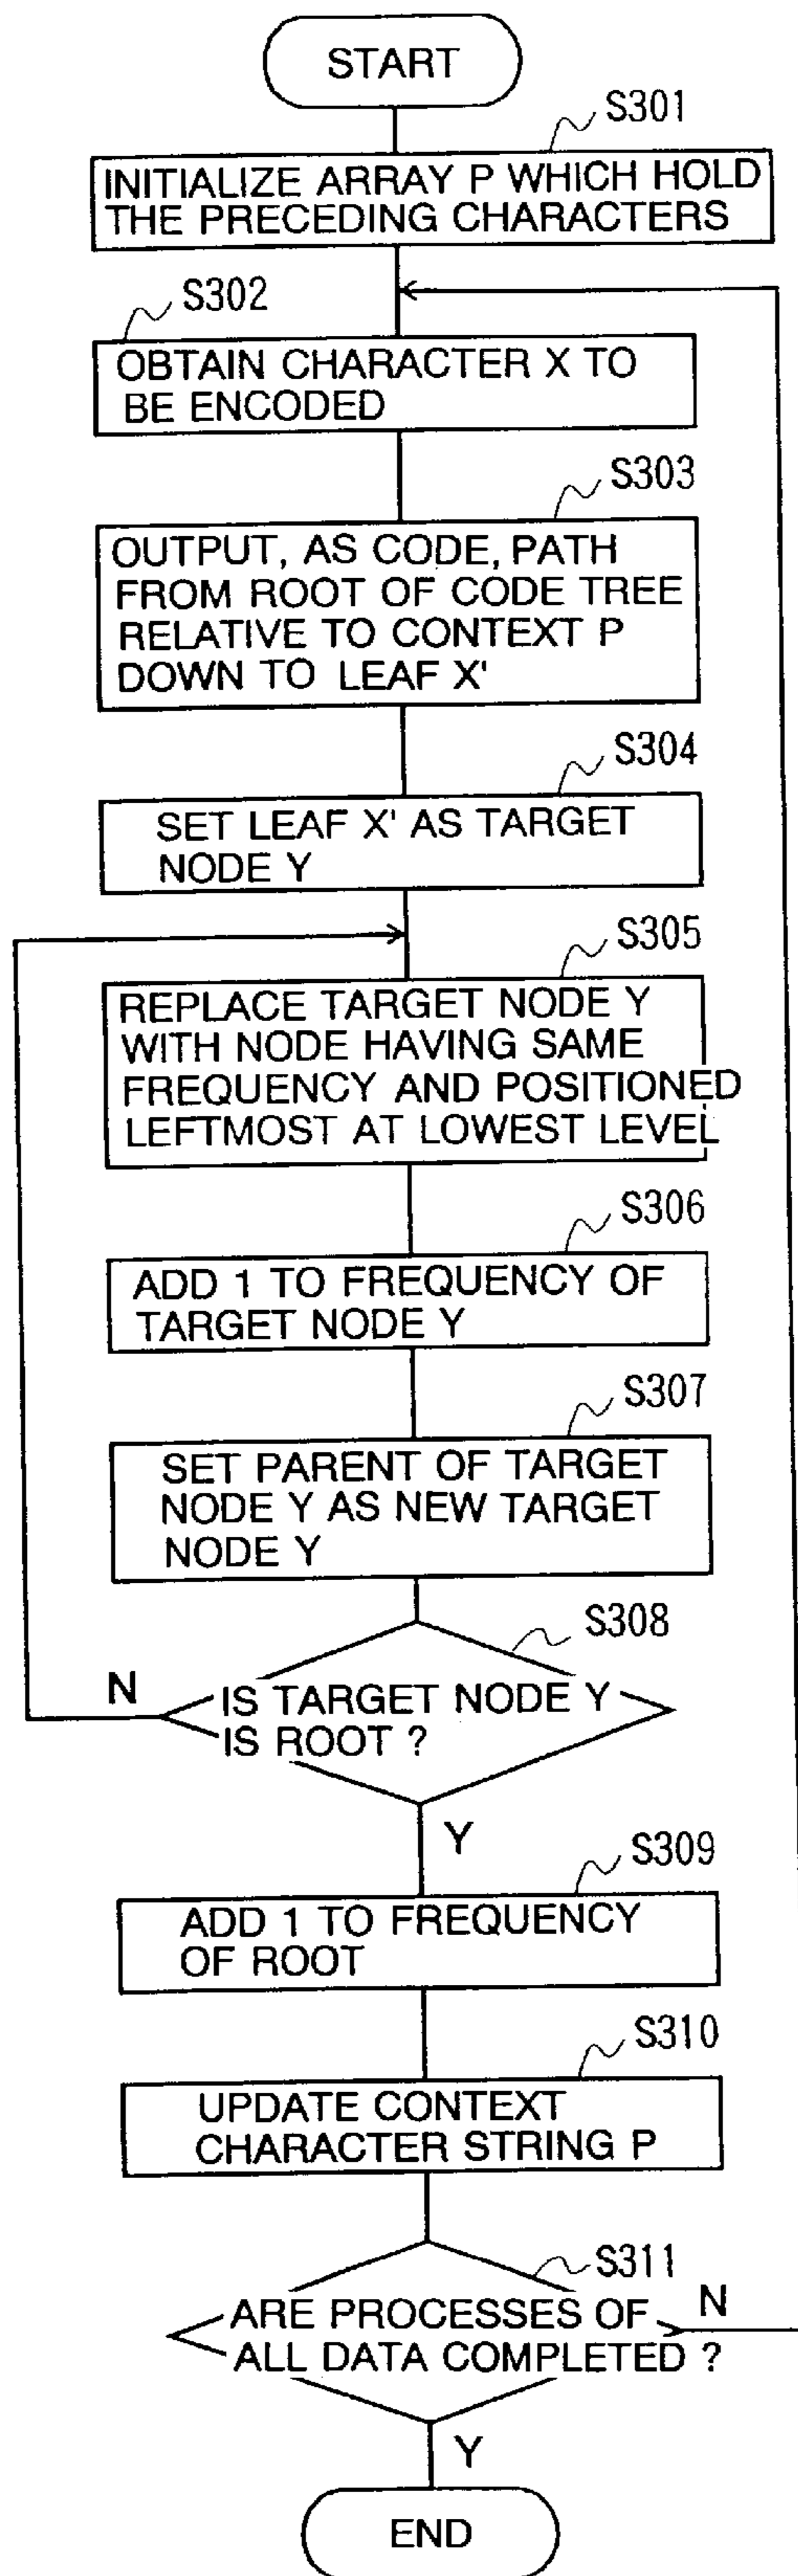 START
S301
INITIALIZE ARRAY P WHICH HOLD
THE PRECEDING CHARACTERS
S302
OBTAIN CHARACTER X TO
BE ENCODED
S303
OUTPUT, AS CODE, PATH
FROM ROOT OF CODE TREE
RELATIVE TO CONTEXT P
DOWN TO LEAF X'
S304
SET LEAF X' AS TARGET
NODE Y
S305
REPLACE TARGET NODE Y
WITH NODE HAVING SAME
FREQUENCY AND POSITIONED
LEFTMOST AT LOWEST LEVEL
S306
ADD 1 TO FREQUENCY OF
TARGET NODE Y
S307
SET PARENT OF TARGET
NODE Y AS NEW TARGET
NODE Y
S308
N
IS TARGET NODE Y
IS ROOT ?
Y
S309
ADD 1 TO FREQUENCY
OF ROOT
S310
UPDATE CONTEXT
CHARACTER STRING P
S311
ARE PROCESSES OF
N
ALL DATA COMPLETED ?
Y
END